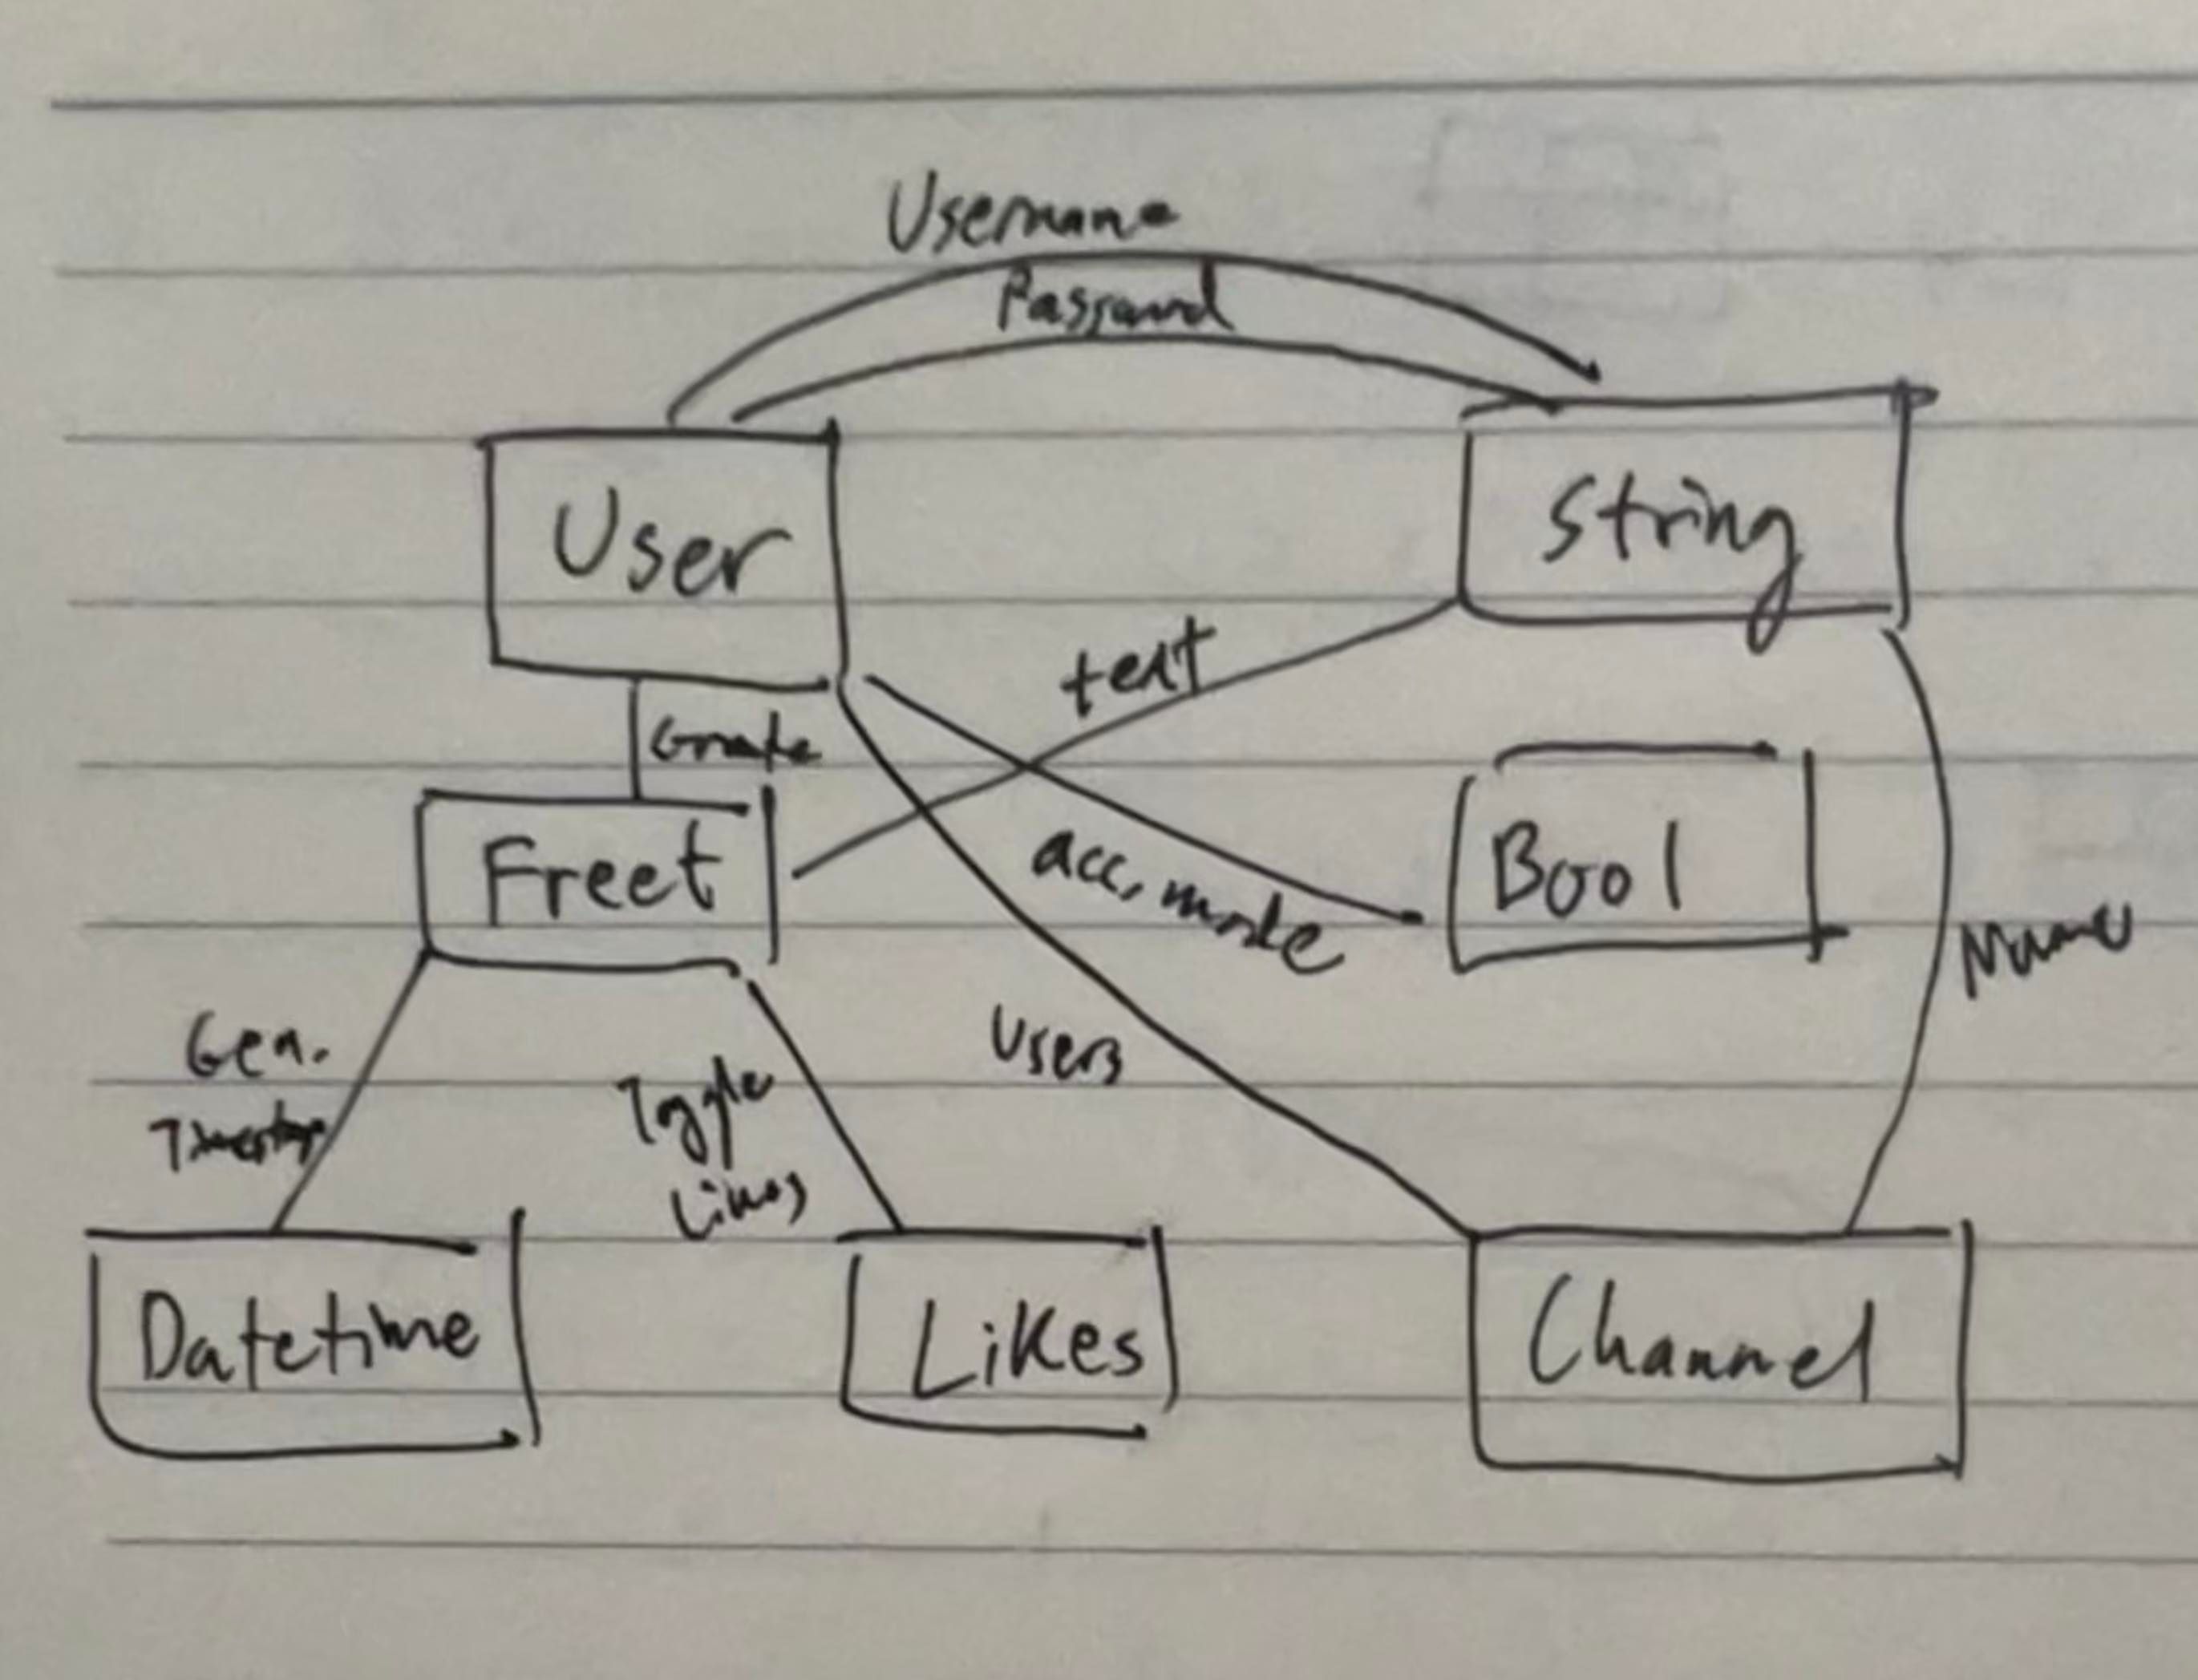 Username
Password
User
String
text
Create
Freet
acc, mode
Bool
Name
Gen.
Timestamp
Toggle
Likes
Users
Datetime
Likes
Channel